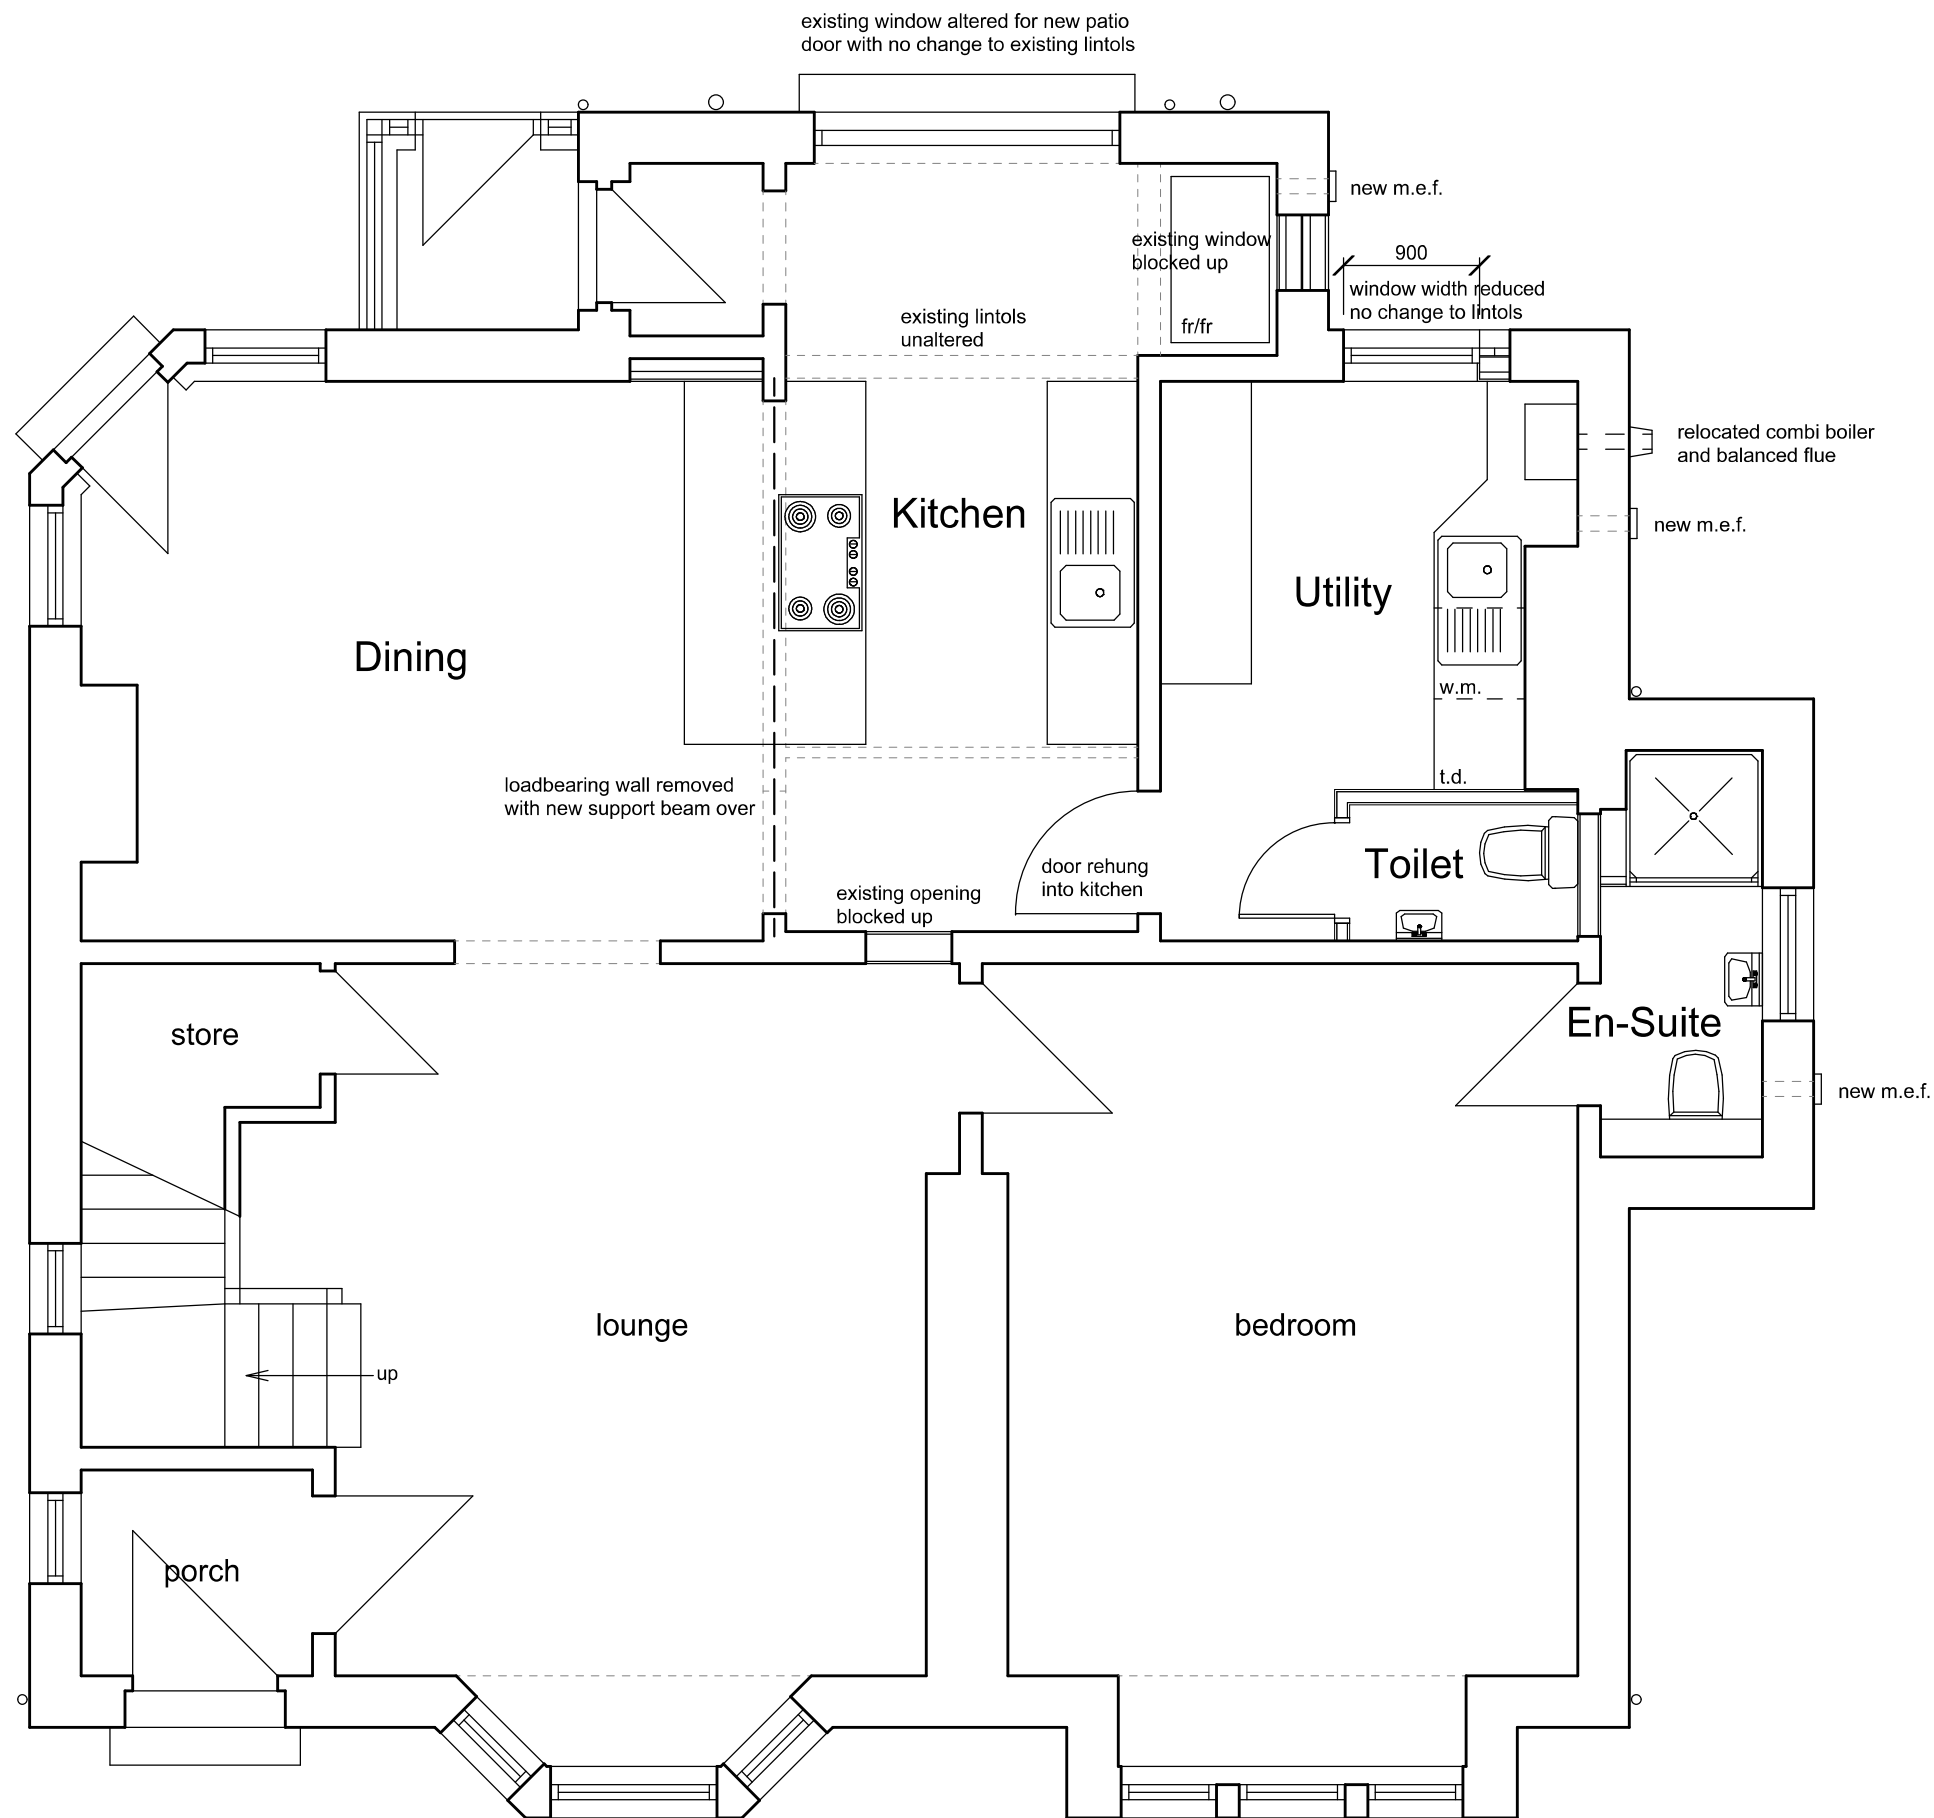 existing window altered for new patio
door with no change to existing lintols
new m.e.f.
existing window
blocked up
900
window width reduced
no change to lintols
existing lintols
unaltered
fr/fr
relocated combi boiler
and balanced flue
new m.e.f.
Kitchen
Utility
Dining
w.m.
t.d.
loadbearing wall removed
with new support beam over
door rehung
into kitchen
Toilet
existing opening
blocked up
store
En-Suite
new m.e.f.
lounge
bedroom
up
porch